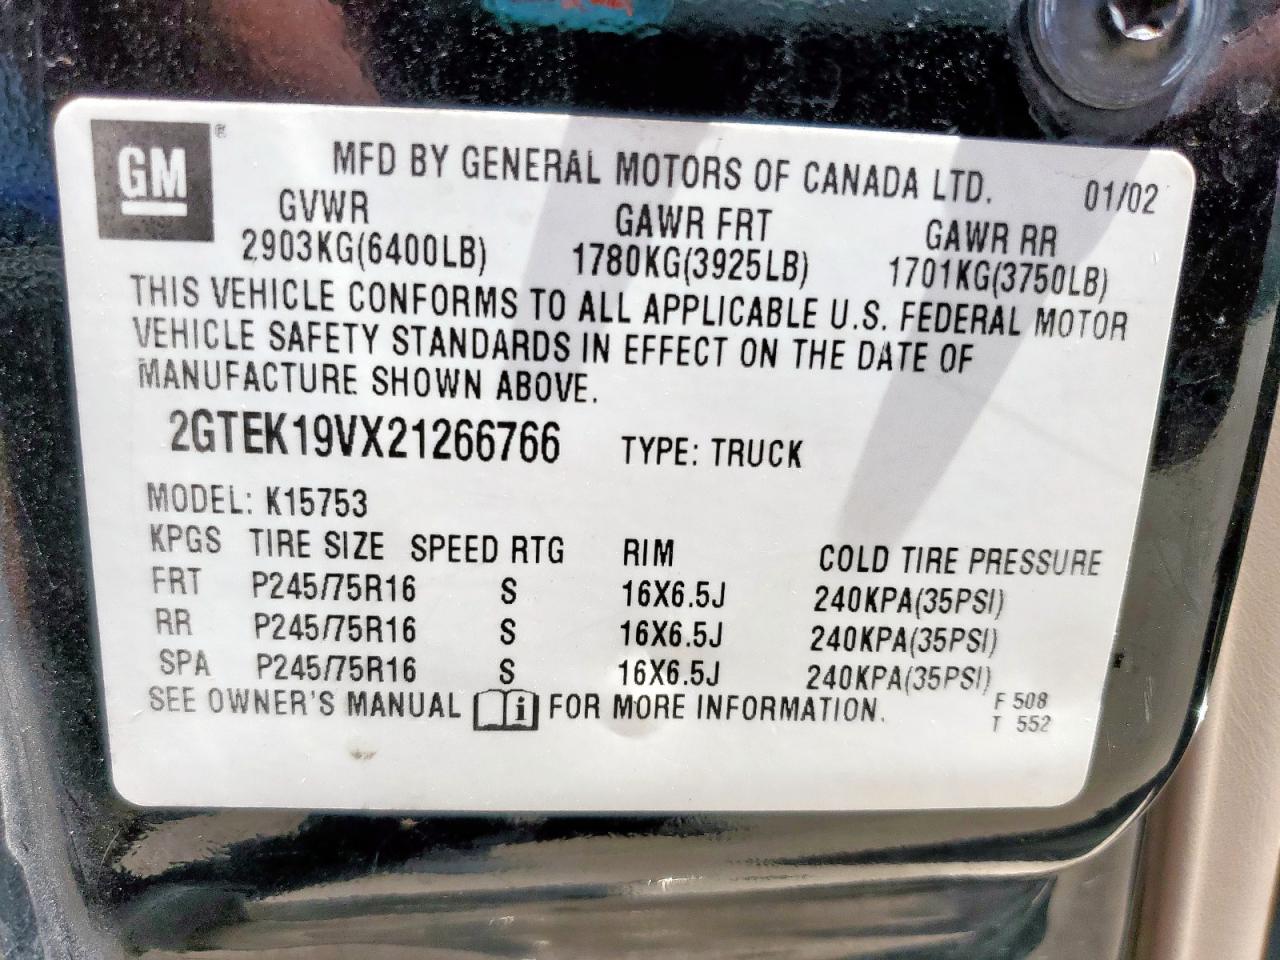 GM®
MFD BY GENERAL MOTORS OF CANADA LTD. 01/02
GVWR GAWR FRT GAWR RR
2903KG(6400LB) 1780KG(3925LB) 1701KG(3750LB)
THIS VEHICLE CONFORMS TO ALL APPLICABLE U.S. FEDERAL MOTOR
VEHICLE SAFETY STANDARDS IN EFFECT ON THE DATE OF
MANUFACTURE SHOWN ABOVE.
2GTEK19VX21266766 TYPE: TRUCK
MODEL: K15753
KPGS TIRE SIZE SPEED RTG RIM COLD TIRE PRESSURE
FRT P245/75R16 S 16X6.5J 240KPA(35PSI)
RR P245/75R16 S 16X6.5J 240KPA(35PSI)
SPA P245/75R16 S 16X6.5J 240KPA(35PSI)
SEE OWNER'S MANUAL i FOR MORE INFORMATION.
F 508
T 552